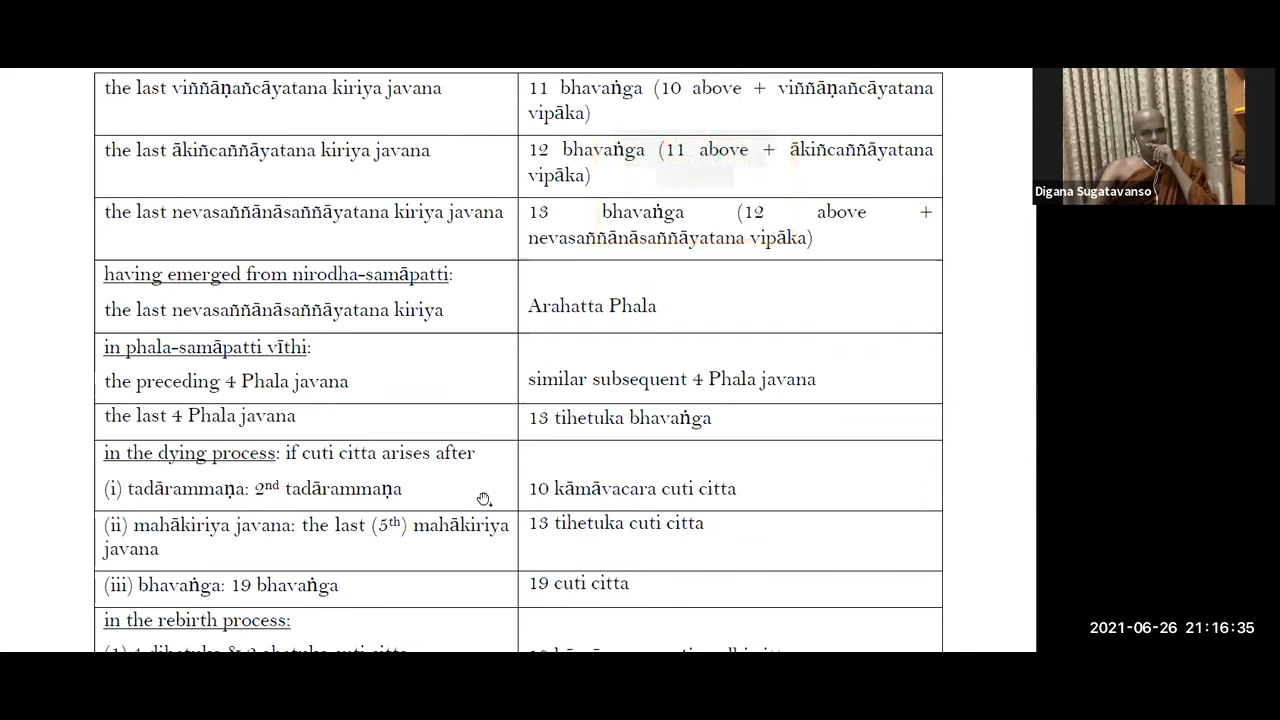 the last viññāṇañcāyatana kiriya javana
11 bhavaṅga (10 above + viññāṇañcāyatana
vipāka)
the last ākiñcaññāyatana kiriya javana
12 bhavaṅga (11 above + ākiñcaññāyatana
vipāka)
the last nevasaññānāsaññāyatana kiriya javana
13 bhavaṅga (12 above +
nevasaññānāsaññāyatana vipāka)
having emerged from nirodha-samāpatti:
the last nevasaññānāsaññāyatana kiriya
Arahatta Phala
in phala-samāpatti vīthi:
the preceding 4 Phala javana
similar subsequent 4 Phala javana
the last 4 Phala javana
13 tihetuka bhavaṅga
in the dying process: if cuti citta arises after
(i) tadārammaṇa: 2nd tadārammaṇa
10 kāmāvacara cuti citta
(ii) mahākiriya javana: the last (5th) mahākiriya
javana
13 tihetuka cuti citta
(iii) bhavaṅga: 19 bhavaṅga
19 cuti citta
in the rebirth process:
Digana Sugatavanso
2021-06-26 21:16:35